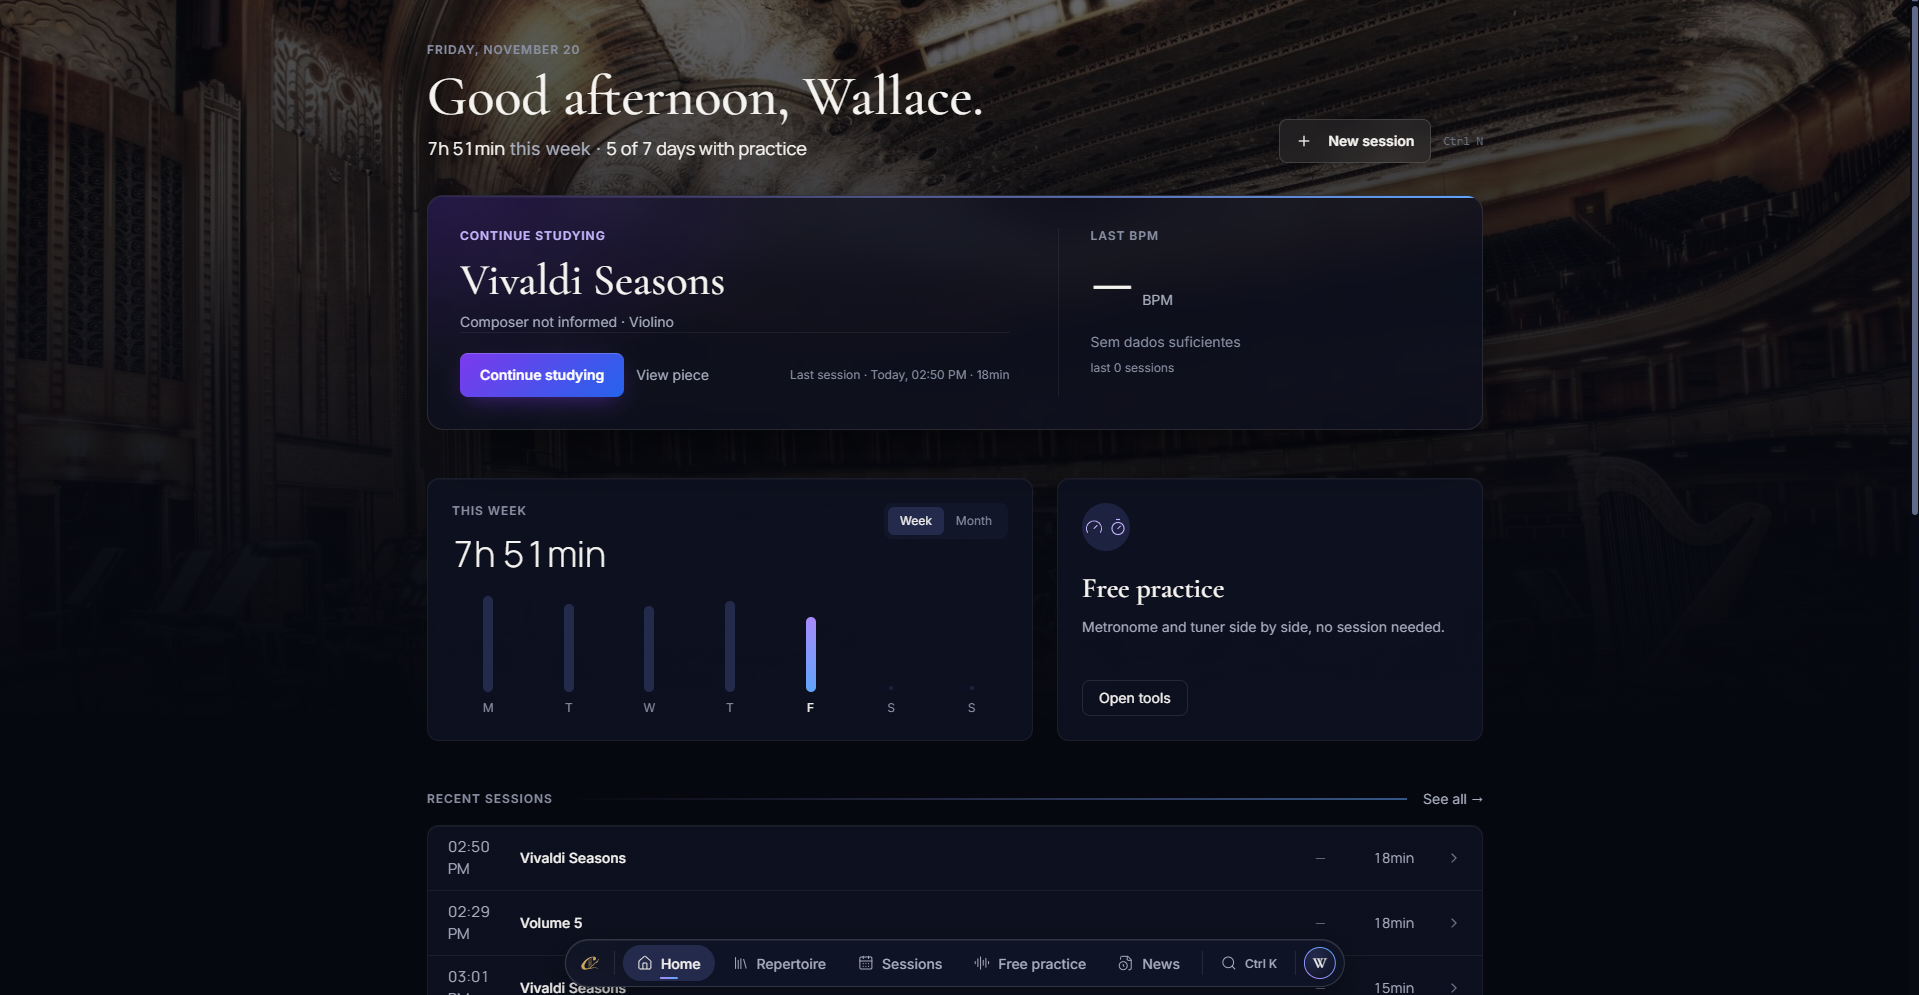 FRIDAY, NOVEMBER 20
Good afternoon, Wallace.
7h 51min this week · 5 of 7 days with practice
+ New session Ctrl N
CONTINUE STUDYING
Vivaldi Seasons
Composer not informed · Violino
Continue studying View piece Last session · Today, 02:50 PM · 18min
LAST BPM
— BPM
Sem dados suficientes
last 0 sessions
THIS WEEK
Week Month
7h 51min
M T W T F S S
Free practice
Metronome and tuner side by side, no session needed.
Open tools
RECENT SESSIONS See all →
02:50 PM Vivaldi Seasons — 18min
02:29 PM Volume 5 — 18min
03:01 PM Vivaldi Seasons — 15min
Home Repertoire Sessions Free practice News Ctrl K W